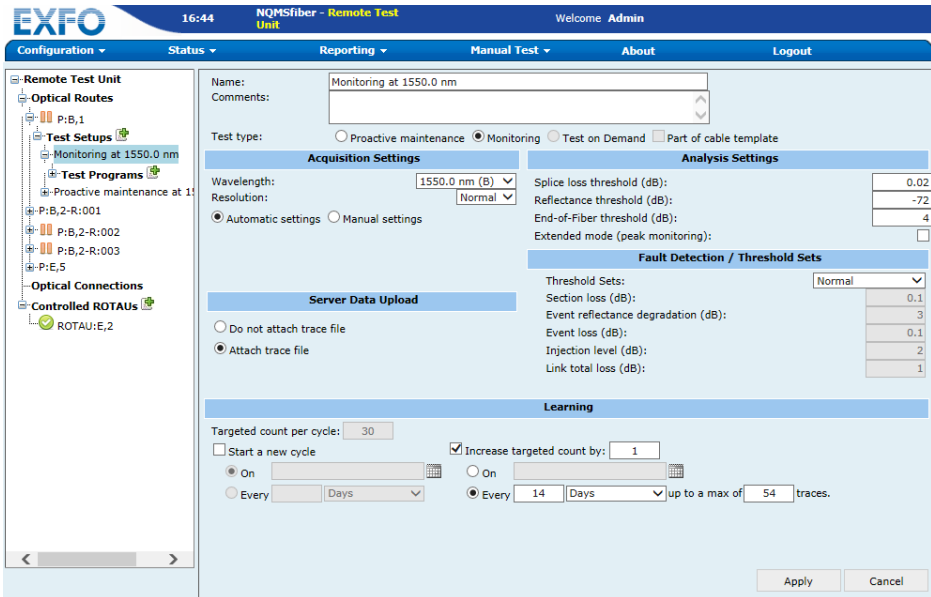 EXFO
16:44
NQMSfiber - Remote Test Unit
Welcome Admin
Configuration
Status
Reporting
Manual Test
About
Logout
Remote Test Unit
Optical Routes
P:B,1
Test Setups
Monitoring at 1550.0 nm
Test Programs
Proactive maintenance at 1
P:B,2-R:001
P:B,2-R:002
P:B,2-R:003
P:E,5
Optical Connections
Controlled ROTAUs
ROTAU:E,2
Name: Monitoring at 1550.0 nm
Comments:
Test type: Proactive maintenance Monitoring Test on Demand Part of cable template
Acquisition Settings
Wavelength: 1550.0 nm (B)
Resolution: Normal
Automatic settings Manual settings
Server Data Upload
Do not attach trace file
Attach trace file
Analysis Settings
Splice loss threshold (dB): 0.02
Reflectance threshold (dB): -72
End-of-Fiber threshold (dB): 4
Extended mode (peak monitoring):
Fault Detection / Threshold Sets
Threshold Sets: Normal
Section loss (dB): 0.1
Event reflectance degradation (dB): 3
Event loss (dB): 0.1
Injection level (dB): 2
Link total loss (dB): 1
Learning
Targeted count per cycle: 30
Start a new cycle
On
Every Days
Increase targeted count by: 1
On
Every 14 Days up to a max of 54 traces.
Apply Cancel